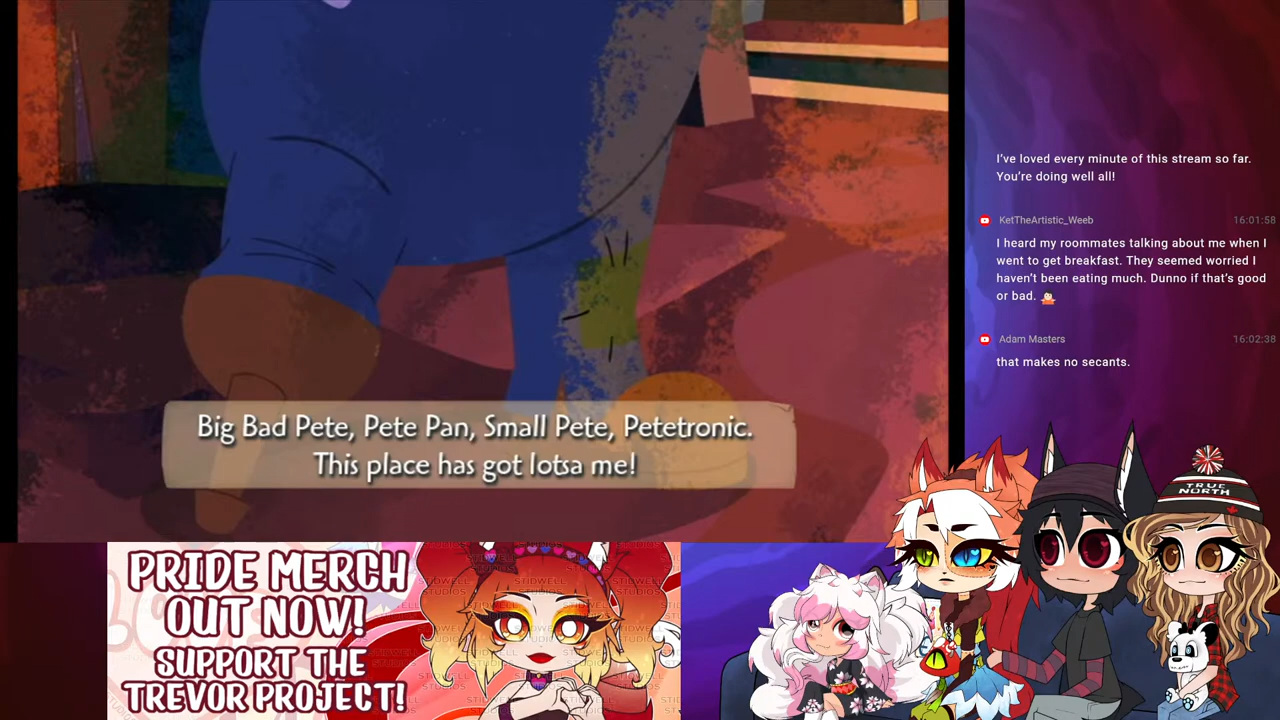 I've loved every minute of this stream so far.
You're doing well all!
KetTheArtistic_Weeb 16:01:58
I heard my roommates talking about me when I
went to get breakfast. They seemed worried I
haven't been eating much. Dunno if that's good
or bad.
Adam Masters 16:02:38
that makes no secants.
Big Bad Pete, Pete Pan, Small Pete, Petetronic.
This place has got lotsa me!
TRUE
NORTH
PRIDE MERCH
OUT NOW!
SUPPORT THE
TREVOR PROJECT!
STIDWELL
STUDIOS